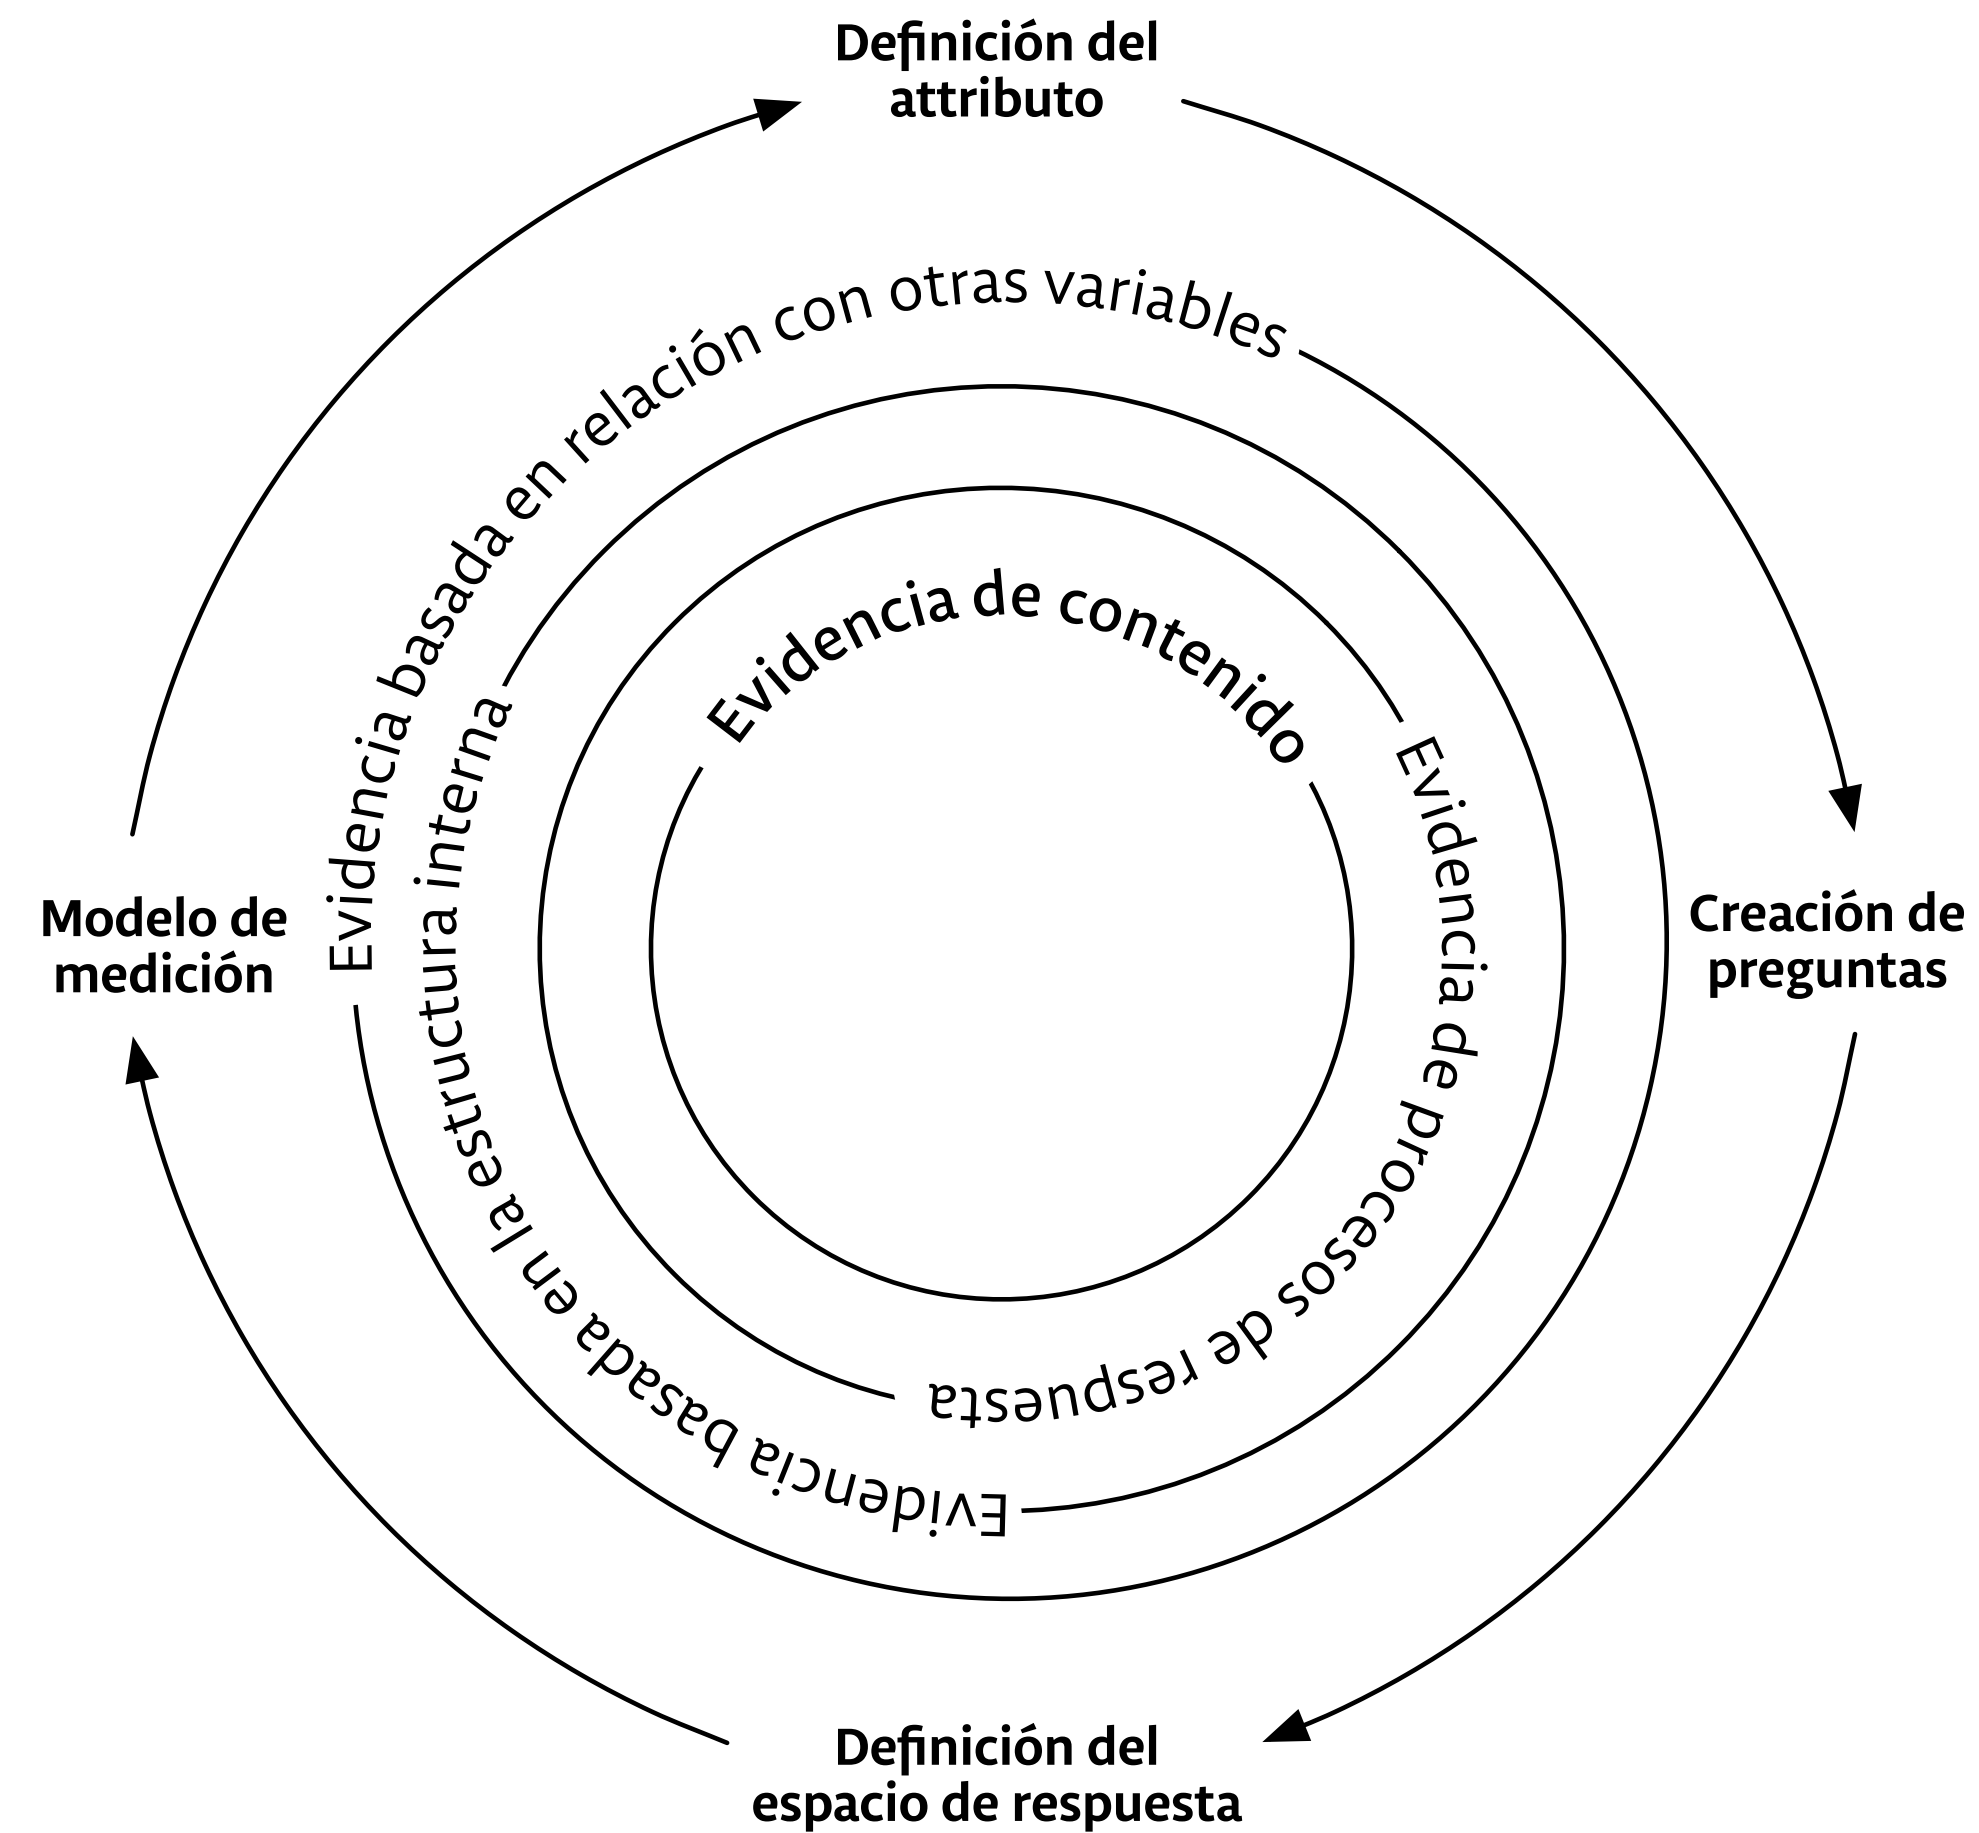 Definición del
attributo
Evidencia basada en relación con otras variables
Evidencia de contenido
Evidencia de procesos de respuesta
Evidencia basada en la estructura interna
Modelo de
medición
Creación de
preguntas
Definición del
espacio de respuesta